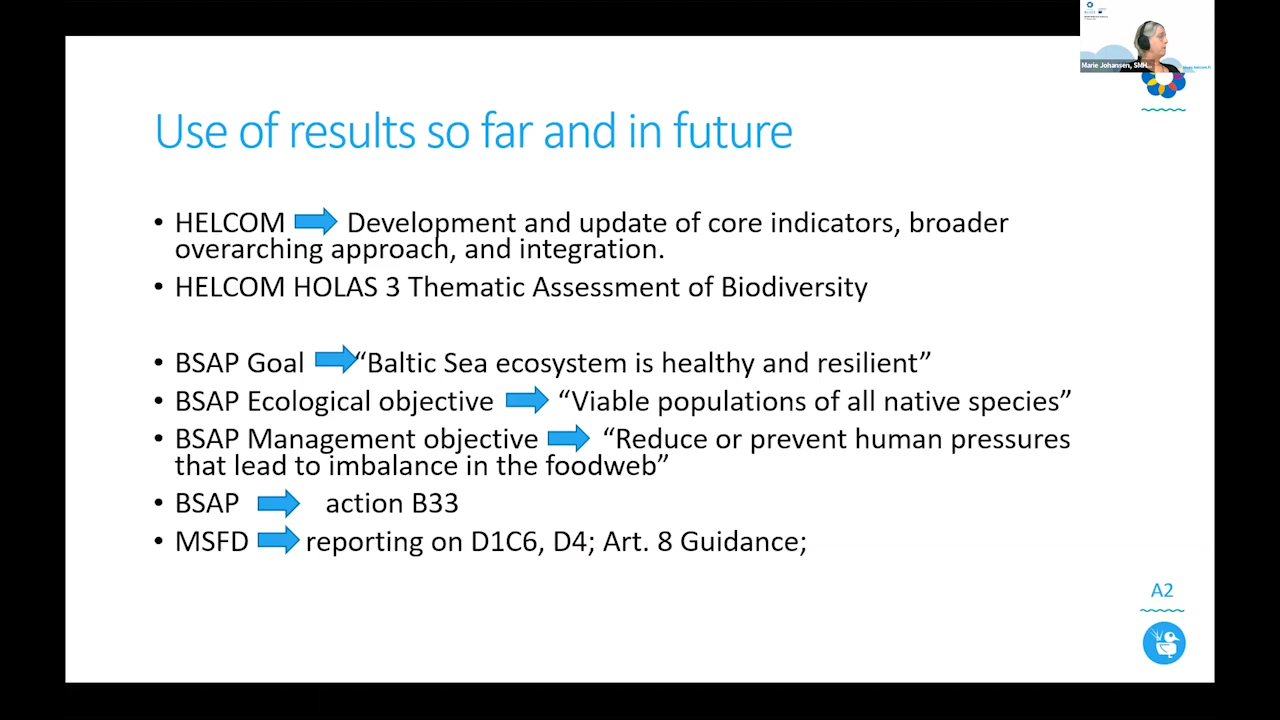 Marie Johansen, SMH...
Use of results so far and in future
• HELCOM Development and update of core indicators, broader
overarching approach, and integration.
• HELCOM HOLAS 3 Thematic Assessment of Biodiversity
• BSAP Goal “Baltic Sea ecosystem is healthy and resilient”
• BSAP Ecological objective “Viable populations of all native species”
• BSAP Management objective “Reduce or prevent human pressures
that lead to imbalance in the foodweb”
• BSAP action B33
• MSFD reporting on D1C6, D4; Art. 8 Guidance;
A2